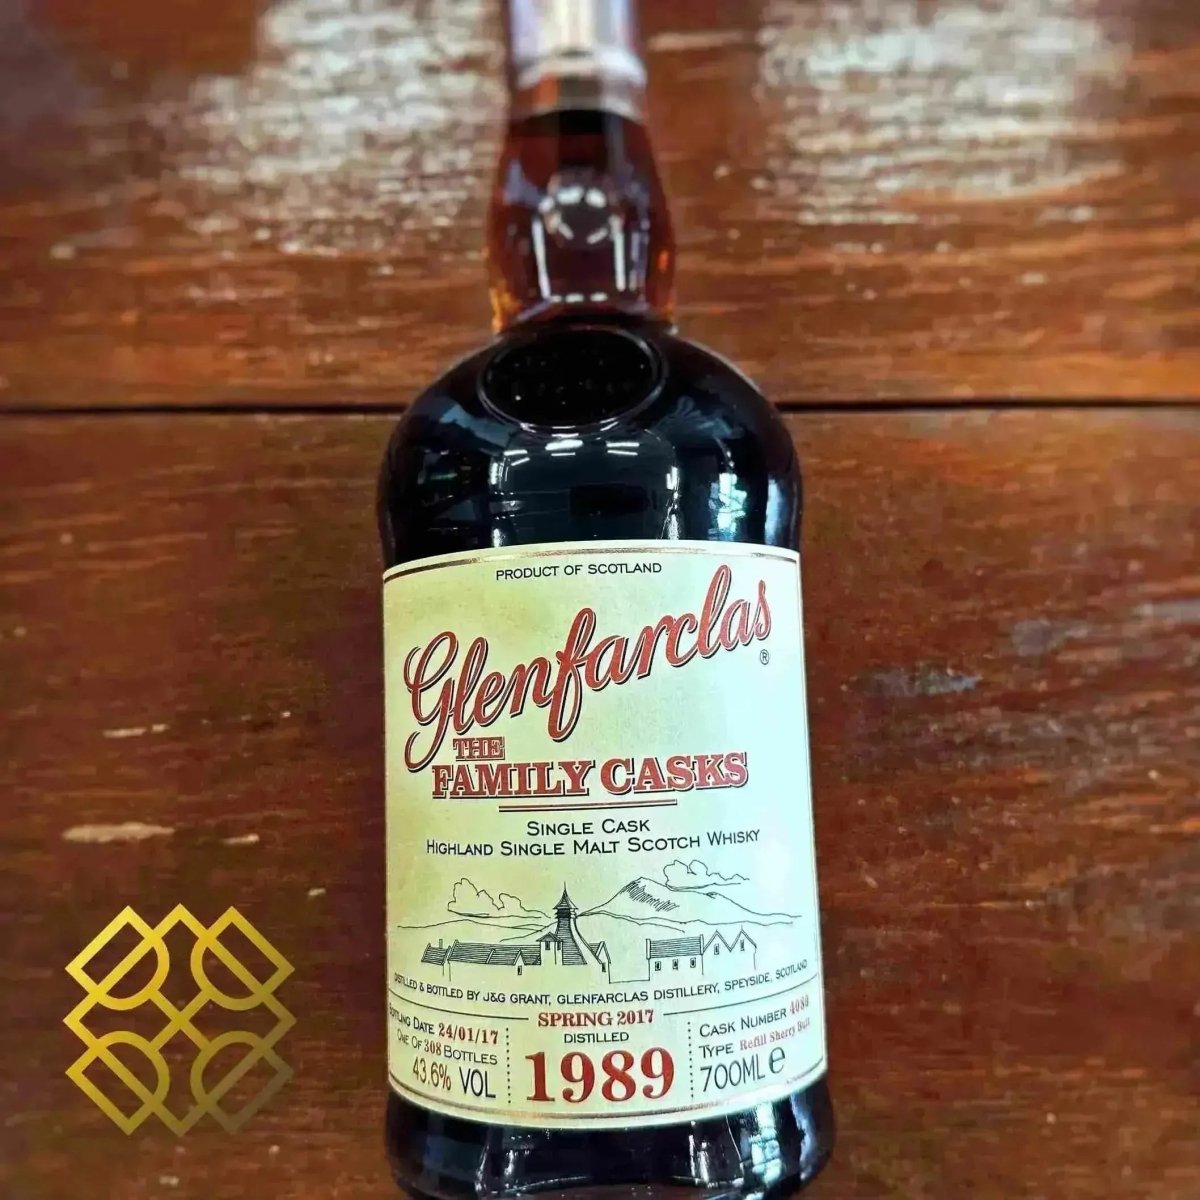 PRODUCT OF SCOTLAND
Glenfarclas ®
THE
FAMILY CASKS
SINGLE CASK
HIGHLAND SINGLE MALT SCOTCH WHISKY
DISTILLED & BOTTLED BY J&G GRANT, GLENFARCLAS DISTILLERY, SPEYSIDE, SCOTLAND
BOTTLING DATE 24/01/17
ONE OF 308 BOTTLES
43.6% VOL
SPRING 2017
DISTILLED
1989
CASK NUMBER
TYPE Refill Sherry Butt
700ML e